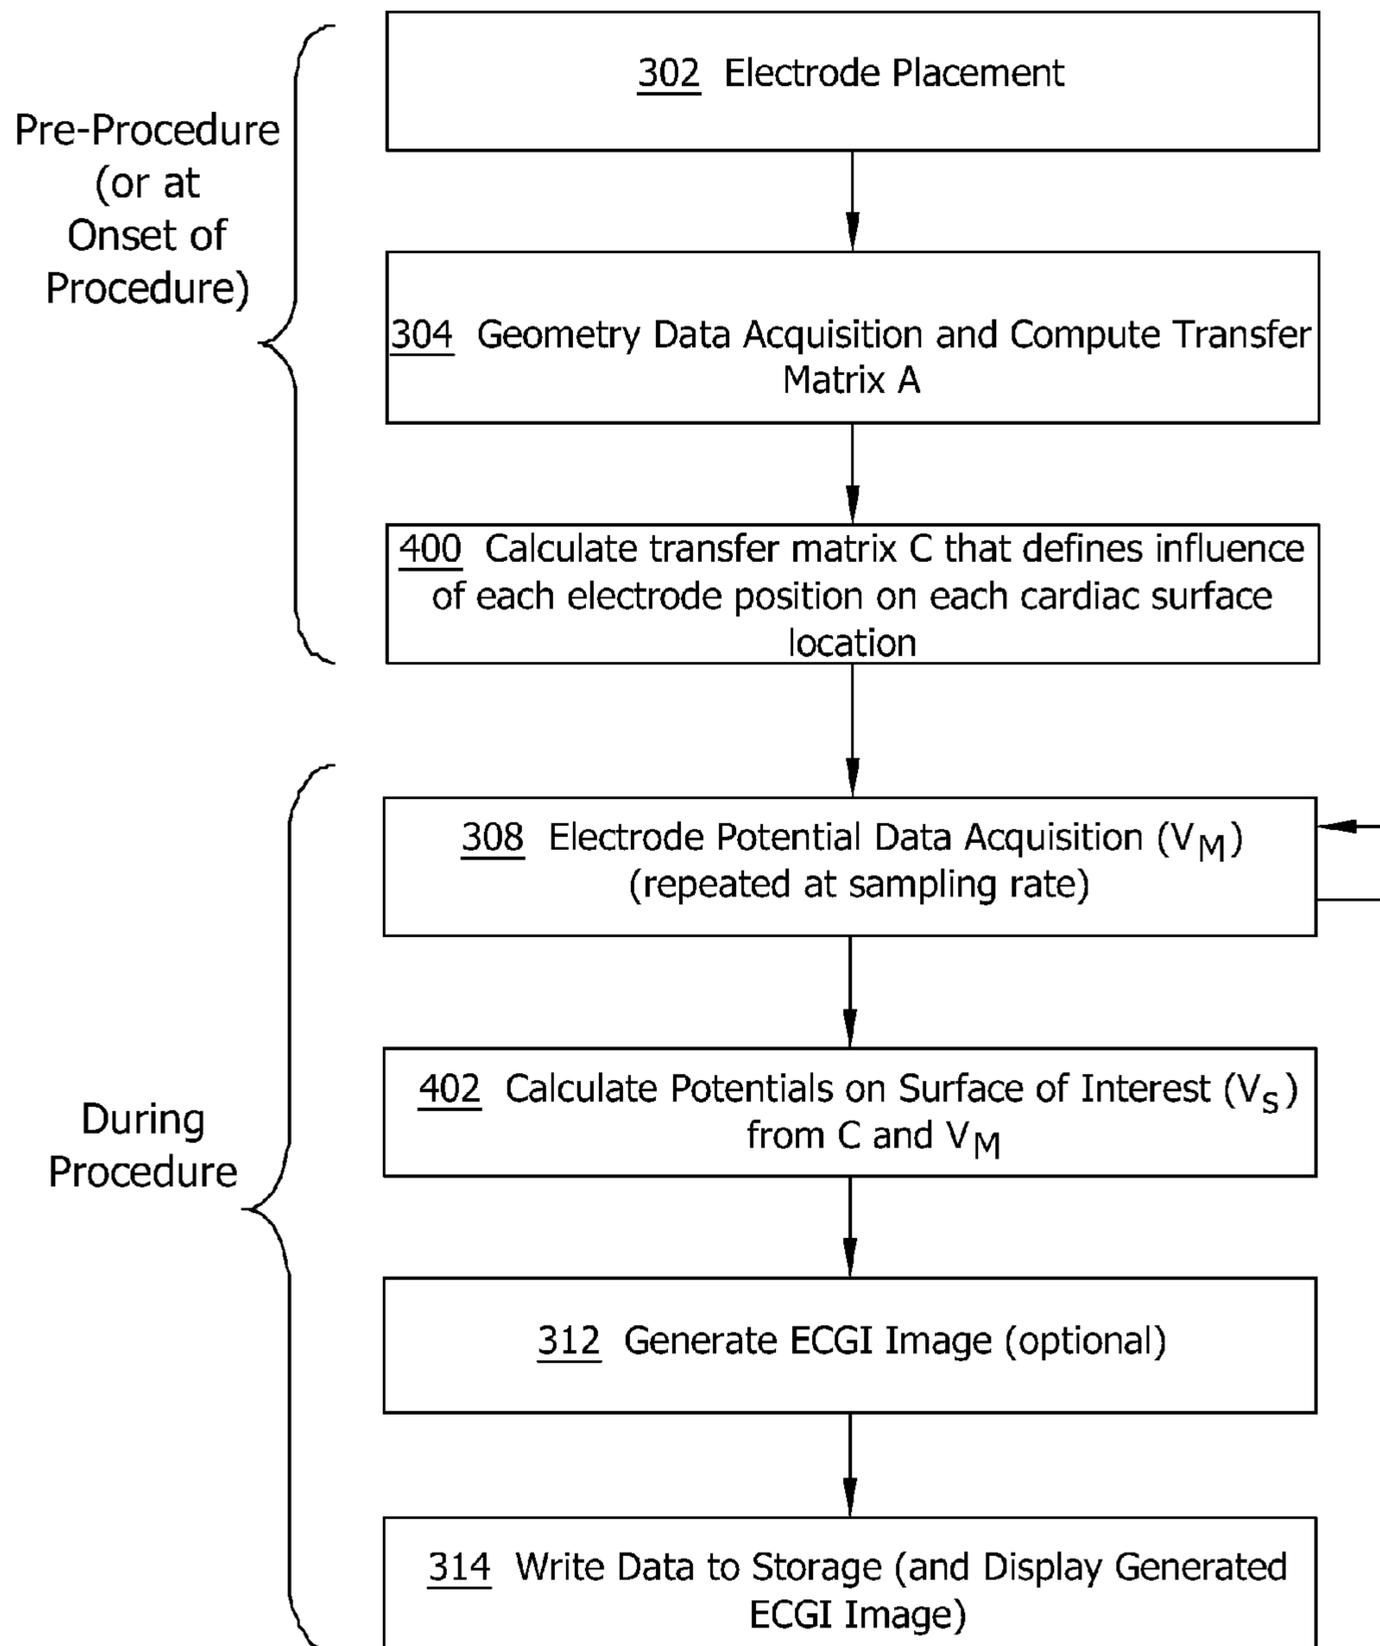 302 Electrode Placement
Pre-Procedure
(or at
Onset of
Procedure)
304 Geometry Data Acquisition and Compute Transfer
Matrix A
400 Calculate transfer matrix C that defines influence
of each electrode position on each cardiac surface
location
308 Electrode Potential Data Acquisition (VM)
(repeated at sampling rate)
402 Calculate Potentials on Surface of Interest (VS)
from C and VM
During
Procedure
312 Generate ECGI Image (optional)
314 Write Data to Storage (and Display Generated
ECGI Image)